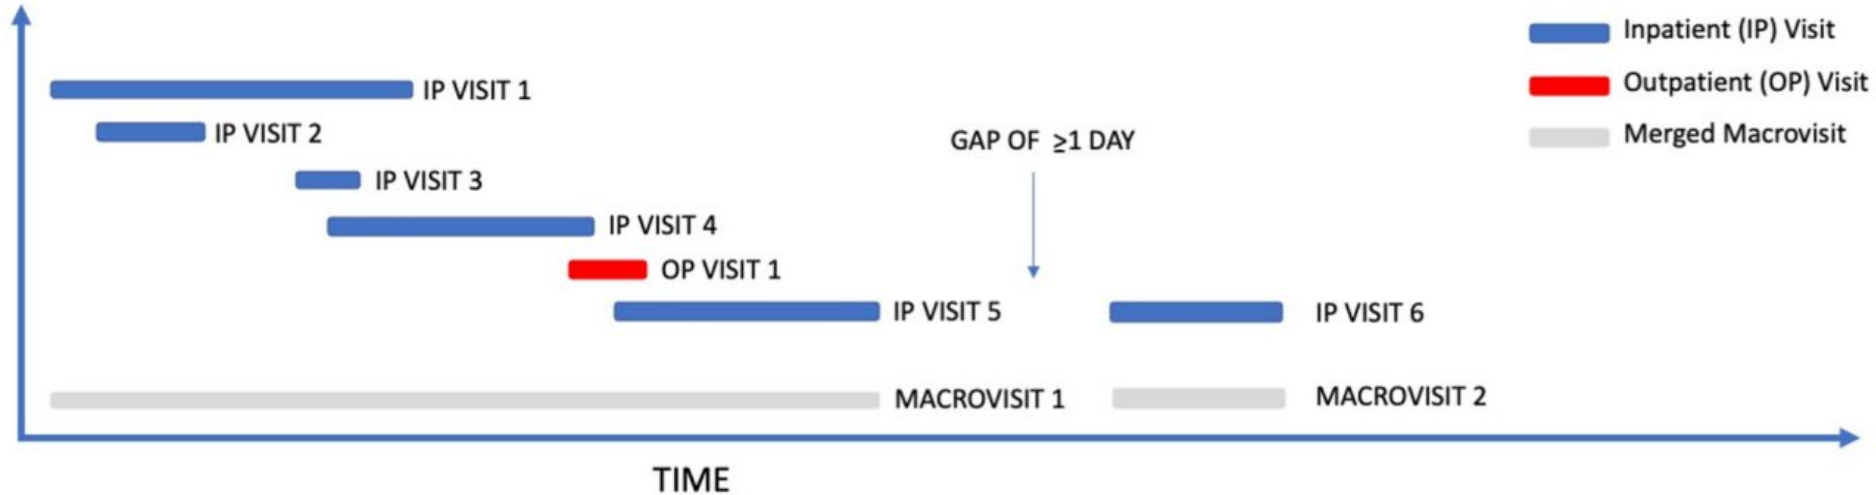 Inpatient (IP) Visit
Outpatient (OP) Visit
Merged Macrovisit
IP VISIT 1
IP VISIT 2
GAP OF ≥1 DAY
IP VISIT 3
IP VISIT 4
OP VISIT 1
IP VISIT 5
IP VISIT 6
MACROVISIT 1
MACROVISIT 2
TIME